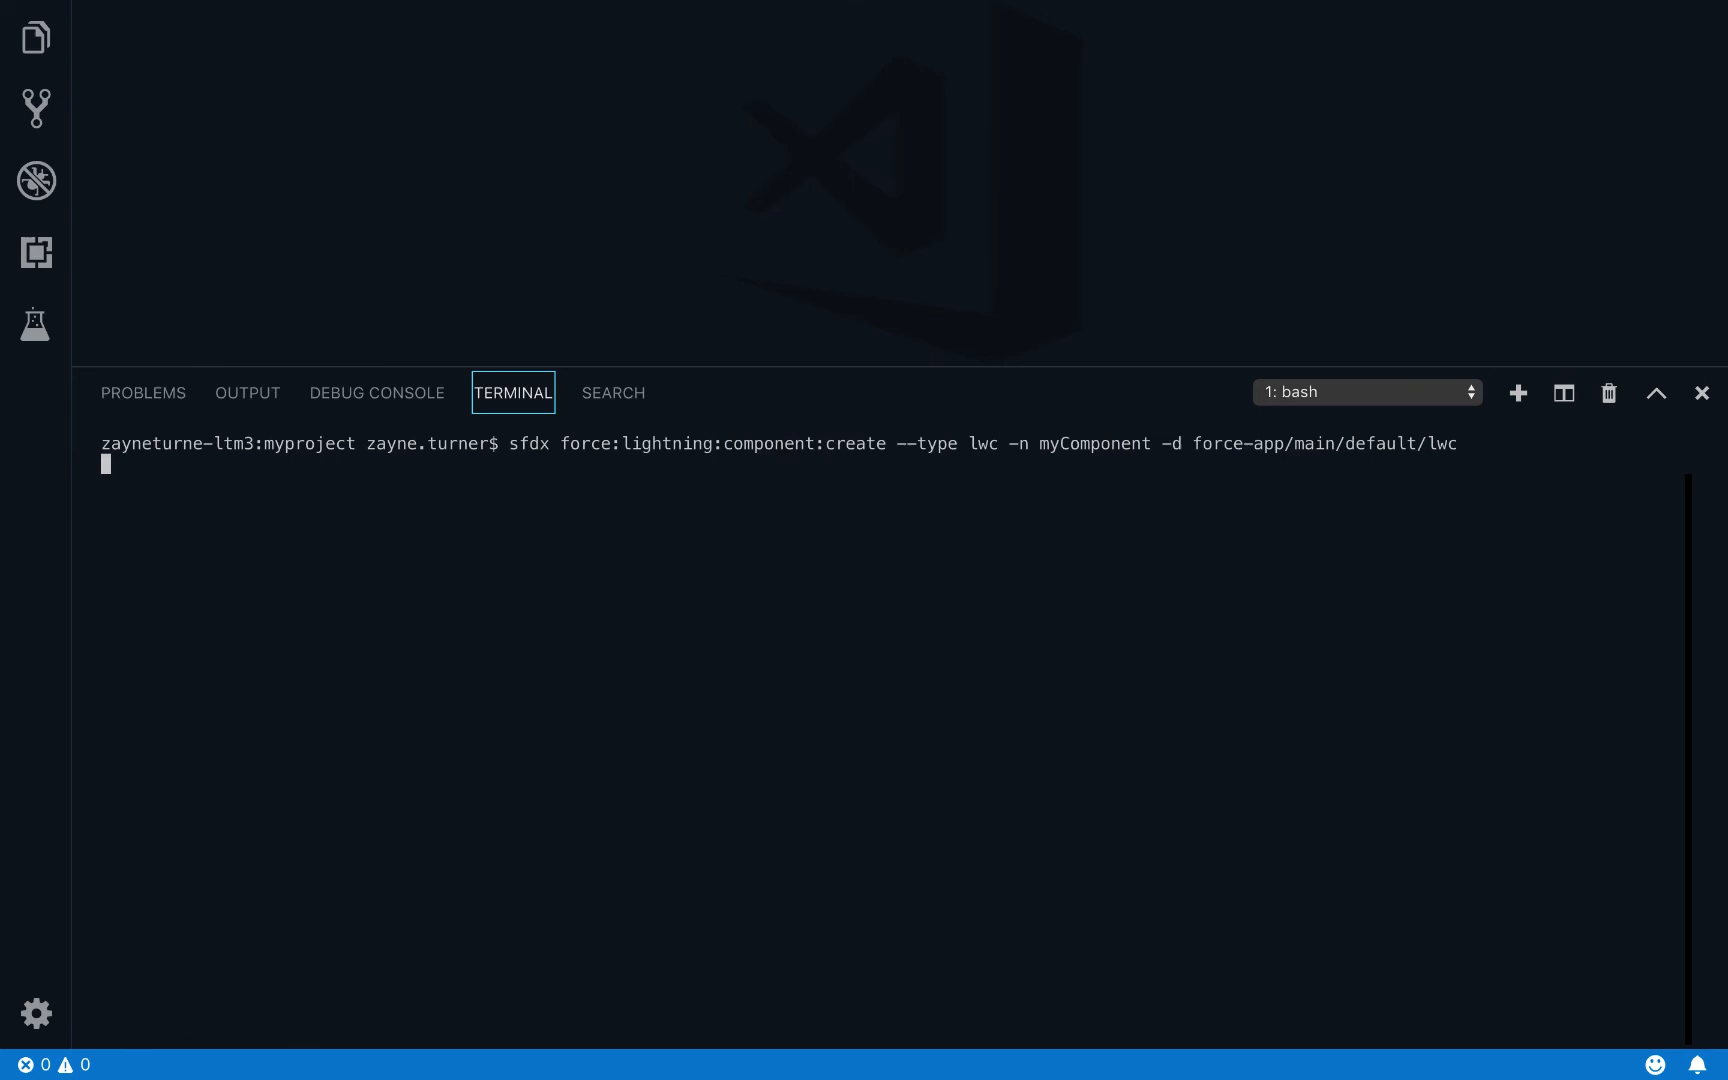 PROBLEMS OUTPUT DEBUG CONSOLE TERMINAL SEARCH 1: bash
zayneturne-ltm3:myproject zayne.turner$ sfdx force:lightning:component:create --type lwc -n myComponent -d force-app/main/default/lwc
0 0